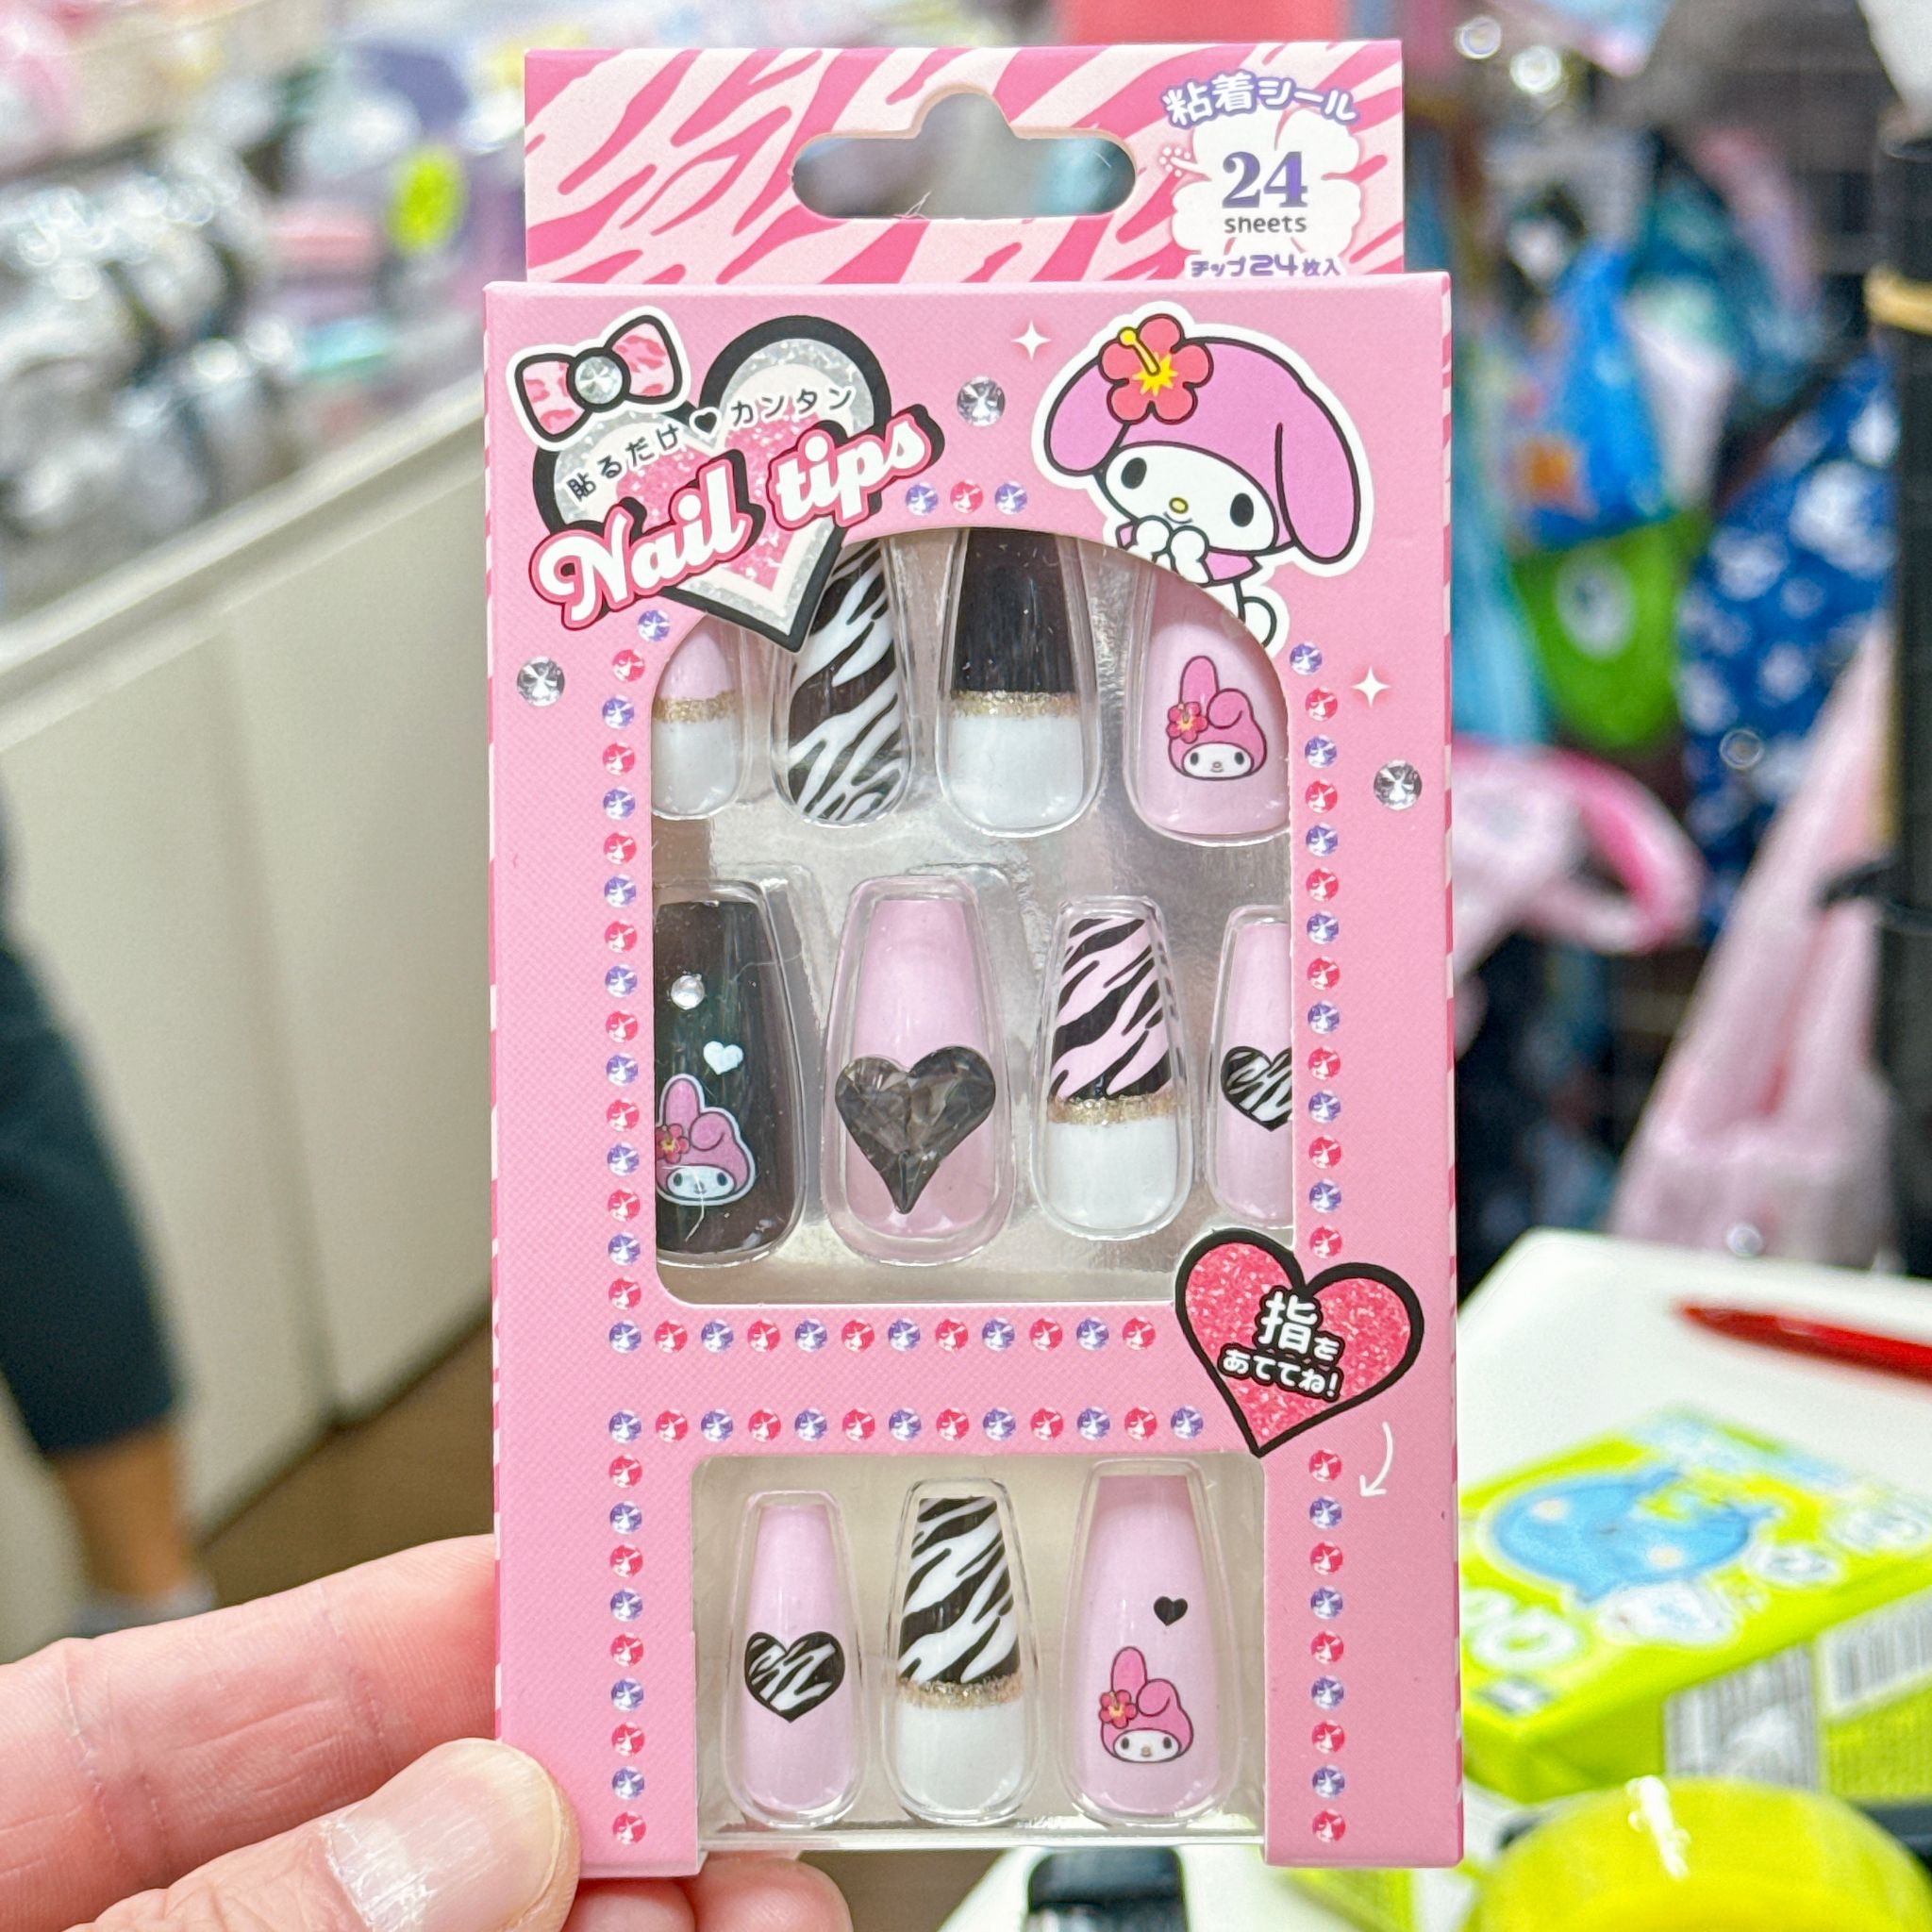 粘着シール
24
sheets
チップ24枚入
貼るだけ♥カンタン
Nail tips
指を
あててね!